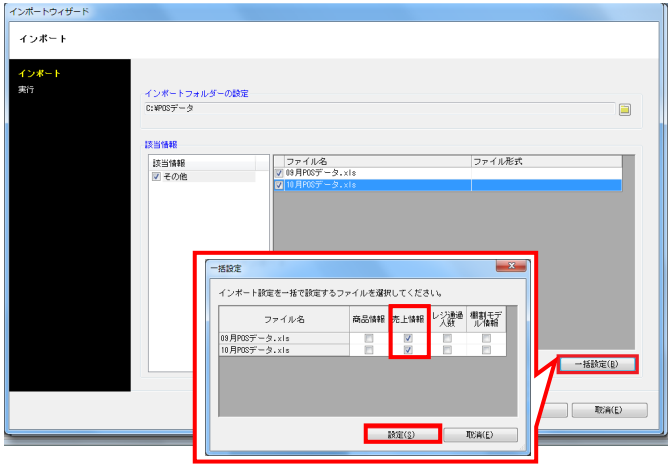 インポートウィザード
インポート
インポート
実行
インポートフォルダーの設定
C:¥POSデータ
該当情報
該当情報
その他
ファイル名 ファイル形式
09月POSデータ.xls
10月POSデータ.xls
一括設定
インポート設定を一括で設定するファイルを選択してください。
ファイル名 商品情報 売上情報 レジ通過人数 棚割モデル情報
09月POSデータ.xls
10月POSデータ.xls
設定(S) 取消(E)
一括設定(B)
取消(E)